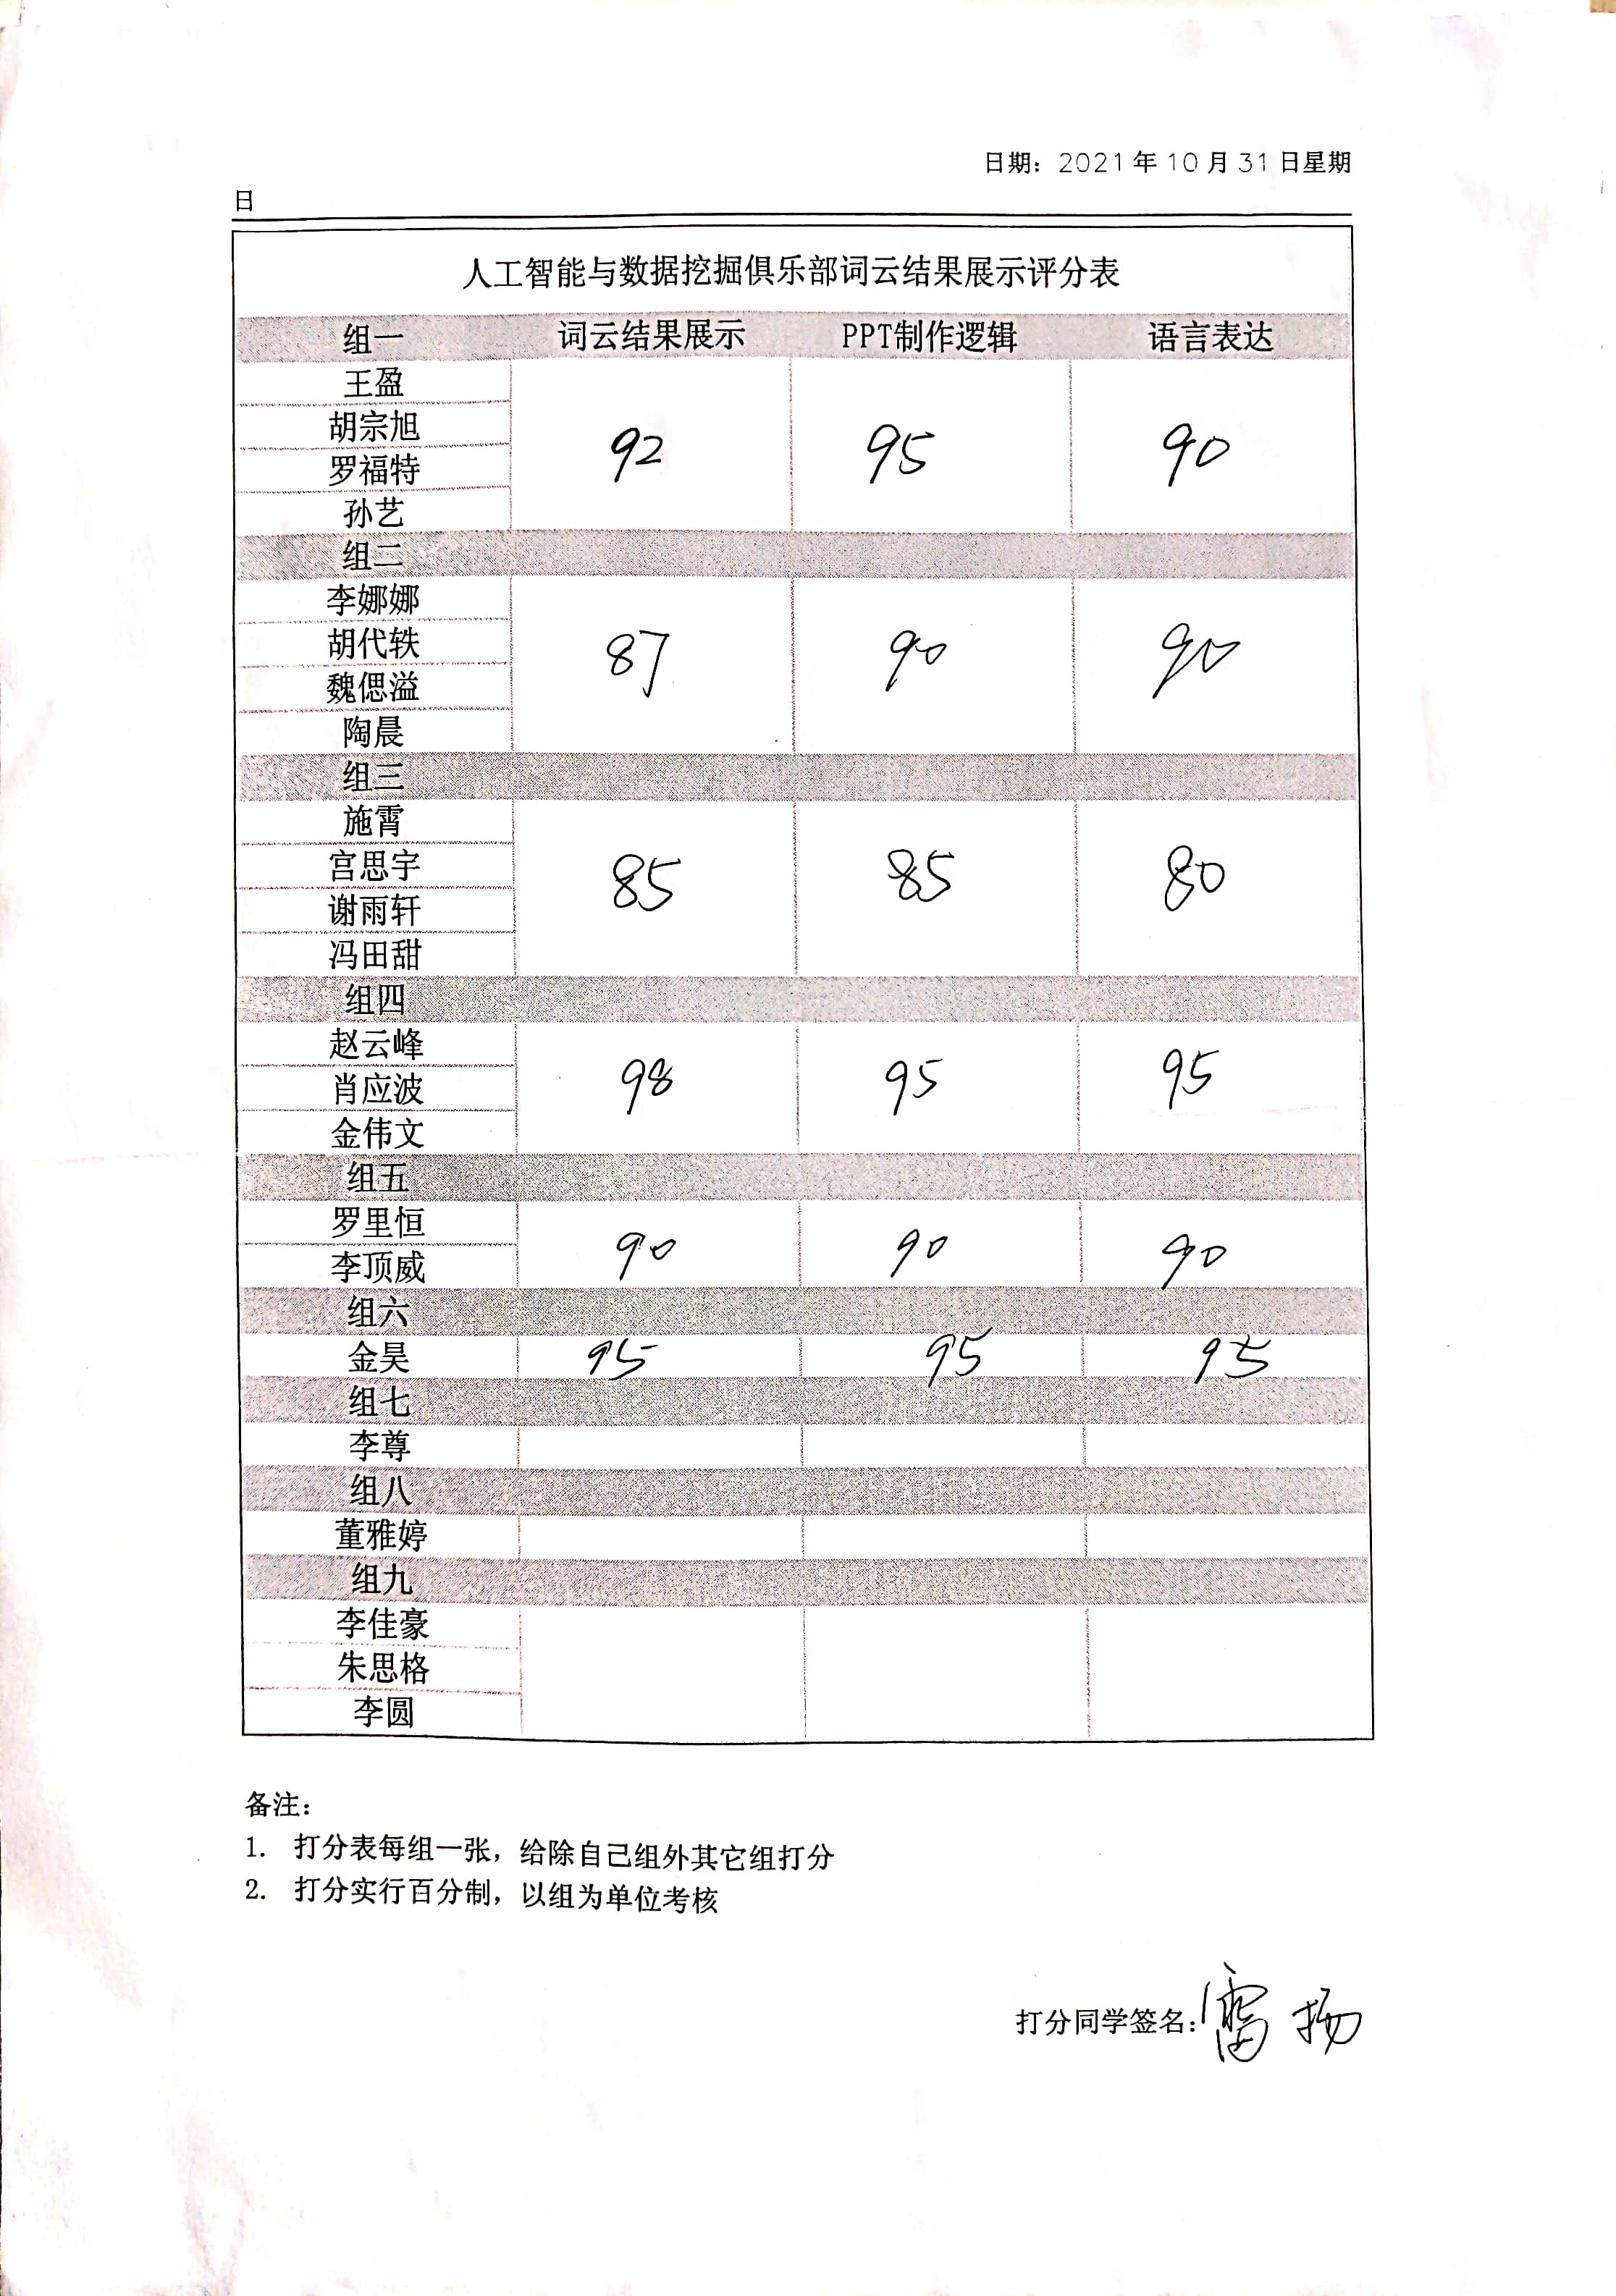 日期：2021年10月31日星期
日
人工智能与数据挖掘俱乐部词云结果展示评分表
组一 词云结果展示 PPT制作逻辑 语言表达
王盈
胡宗旭
罗福特
孙艺
92 95 90
组二
李娜娜
胡代轶
魏偲溢
陶晨
87 90 90
组三
施霄
宫思宇
谢雨轩
冯田甜
85 85 80
组四
赵云峰
肖应波
金伟文
98 95 95
组五
罗里恒
李顶威
90 90 90
组六
金昊 95 95 95
组七
李尊
组八
董雅婷
组九
李佳豪
朱思格
李圆
备注：
1. 打分表每组一张，给除自己组外其它组打分
2. 打分实行百分制，以组为单位考核
打分同学签名：雷扬